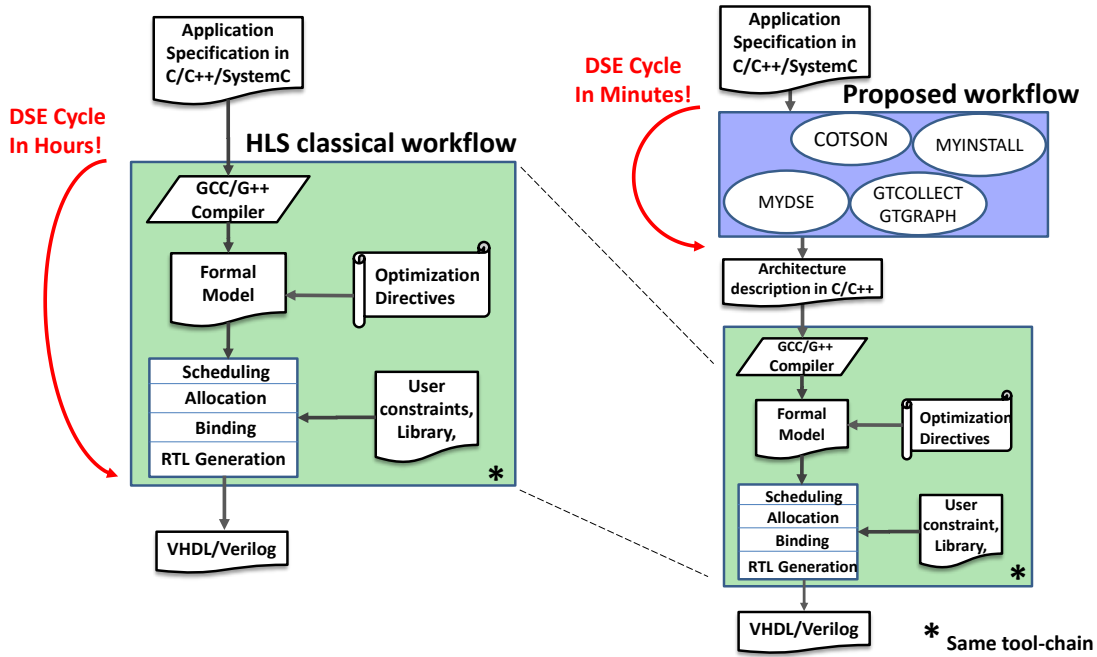 Application
Specification in
C/C++/SystemC
DSE Cycle
In Hours!
HLS classical workflow
GCC/G++
Compiler
Formal
Model
Optimization
Directives
Scheduling
Allocation
Binding
RTL Generation
User
constraints,
Library,
*
VHDL/Verilog
Application
Specification in
C/C++/SystemC
DSE Cycle
In Minutes!
Proposed workflow
COTSON
MYINSTALL
MYDSE
GTCOLLECT
GTGRAPH
Architecture
description in C/C++
GCC/G++
Compiler
Formal
Model
Optimization
Directives
Scheduling
Allocation
Binding
RTL Generation
User
constraint,
Library,
*
VHDL/Verilog
* Same tool-chain